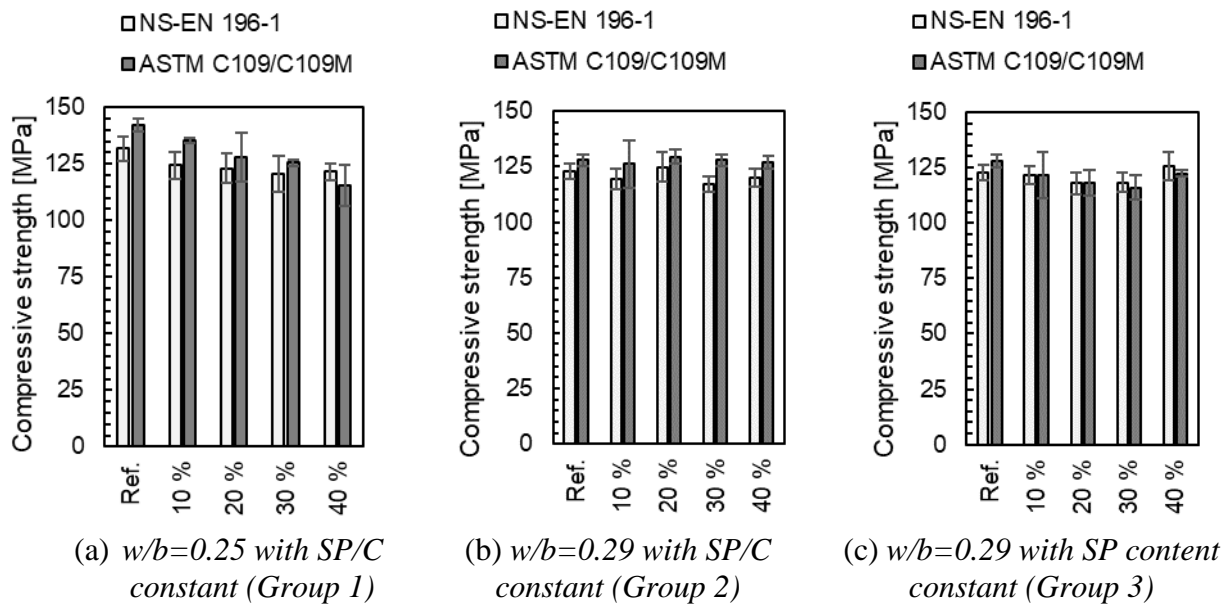 NS-EN 196-1
ASTM C109/C109M
Compressive strength [MPa]
150
125
100
75
50
25
0
Ref.
10 %
20 %
30 %
40 %
(a) w/b=0.25 with SP/C
constant (Group 1)
NS-EN 196-1
ASTM C109/C109M
Compressive strength [MPa]
150
125
100
75
50
25
0
Ref.
10 %
20 %
30 %
40 %
(b) w/b=0.29 with SP/C
constant (Group 2)
NS-EN 196-1
ASTM C109/C109M
Compressive strength [MPa]
150
125
100
75
50
25
0
Ref.
10 %
20 %
30 %
40 %
(c) w/b=0.29 with SP content
constant (Group 3)